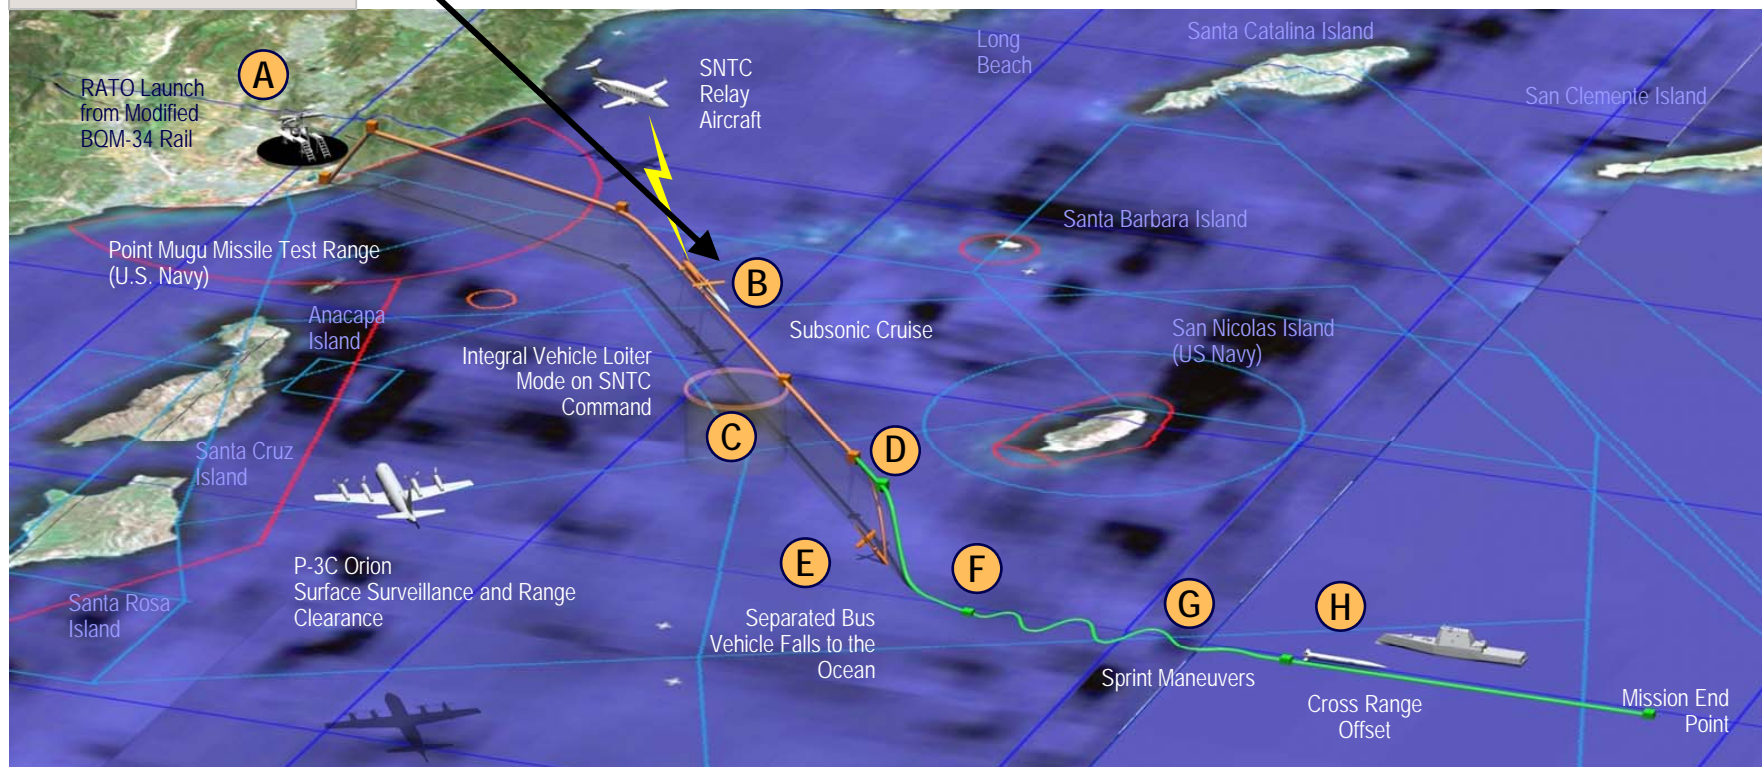 A
RATO Launch
from Modified
BQM-34 Rail
SNTC
Relay
Aircraft
Long
Beach
Santa Catalina Island
San Clemente Island
Point Mugu Missile Test Range
(U.S. Navy)
Santa Barbara Island
B
Subsonic Cruise
Anacapa
Island
Integral Vehicle Loiter
Mode on SNTC
Command
San Nicolas Island
(US Navy)
C
D
Santa Cruz
Island
P-3C Orion
Surface Surveillance and Range
Clearance
Santa Rosa
Island
E
Separated Bus
Vehicle Falls to the
Ocean
F
G
Sprint Maneuvers
H
Cross Range
Offset
Mission End
Point